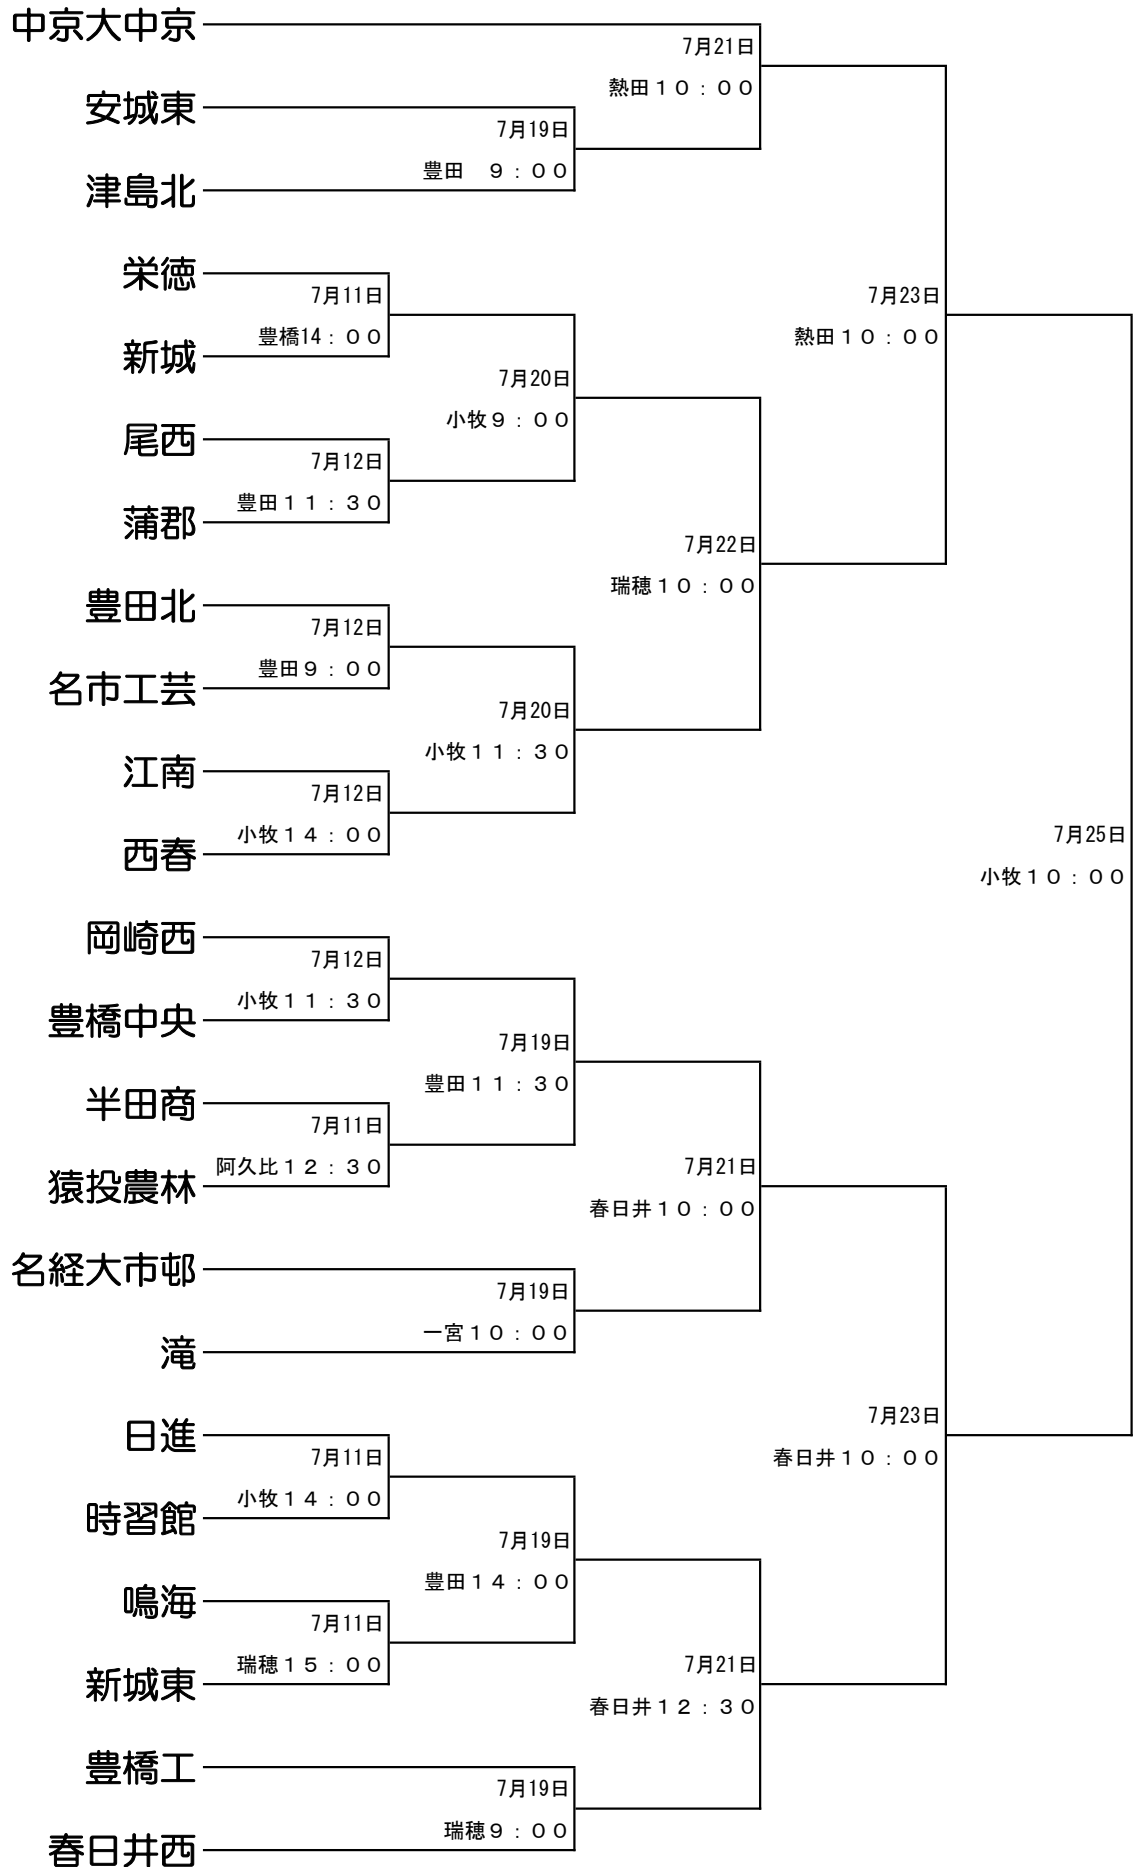 中京大中京
7月21日
熱田１０：００
安城東
7月19日
豊田　９：００
津島北
栄徳
7月11日
豊橋14：００
新城
7月23日
熱田１０：００
7月20日
小牧９：００
尾西
7月12日
豊田１１：３０
蒲郡
7月22日
瑞穂１０：００
豊田北
7月12日
豊田９：００
名市工芸
7月20日
小牧１１：３０
江南
7月12日
小牧１４：００
西春
7月25日
小牧１０：００
岡崎西
7月12日
小牧１１：３０
豊橋中央
7月19日
豊田１１：３０
半田商
7月11日
阿久比１２：３０
猿投農林
7月21日
春日井１０：００
名経大市邨
7月19日
一宮１０：００
滝
7月23日
春日井１０：００
日進
7月11日
小牧１４：００
時習館
7月19日
豊田１４：００
鳴海
7月11日
瑞穂１５：００
新城東
7月21日
春日井１２：３０
豊橋工
7月19日
瑞穂９：００
春日井西